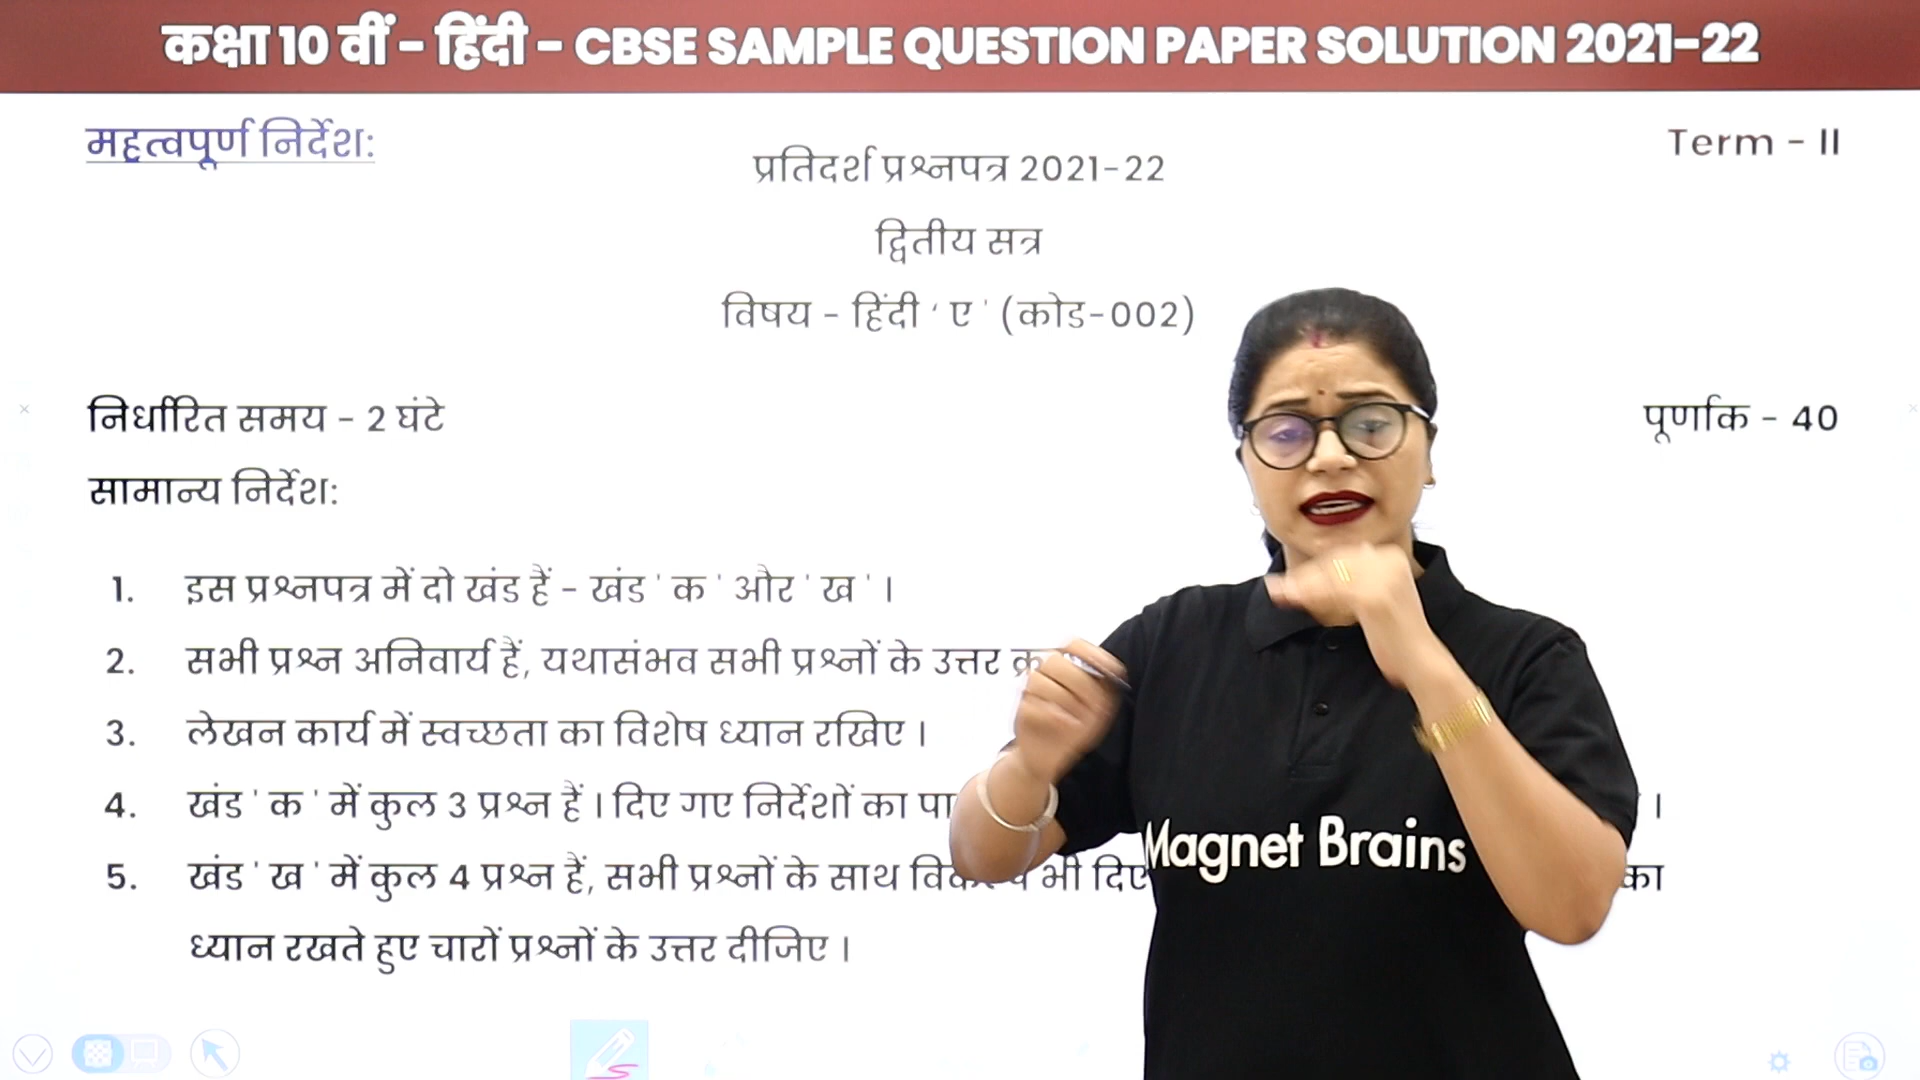 कक्षा 10 वीं - हिंदी - CBSE SAMPLE QUESTION PAPER SOLUTION 2021-22
महत्वपूर्ण निर्देश:
Term - II
प्रतिदर्श प्रश्नपत्र 2021-22
द्वितीय सत्र
विषय - हिंदी ' ए ' (कोड-002)
निर्धारित समय - 2 घंटे
पूर्णांक - 40
सामान्य निर्देश:
1. इस प्रश्नपत्र में दो खंड हैं - खंड ' क ' और ' ख ' ।
2. सभी प्रश्न अनिवार्य हैं, यथासंभव सभी प्रश्नों के उत्तर
3. लेखन कार्य में स्वच्छता का विशेष ध्यान रखिए ।
4. खंड ' क ' में कुल 3 प्रश्न हैं । दिए गए निर्देशों का ।
5. खंड ' ख ' में कुल 4 प्रश्न हैं, सभी प्रश्नों के साथ विकल्प भी दिए का
ध्यान रखते हुए चारों प्रश्नों के उत्तर दीजिए ।
Magnet Brains